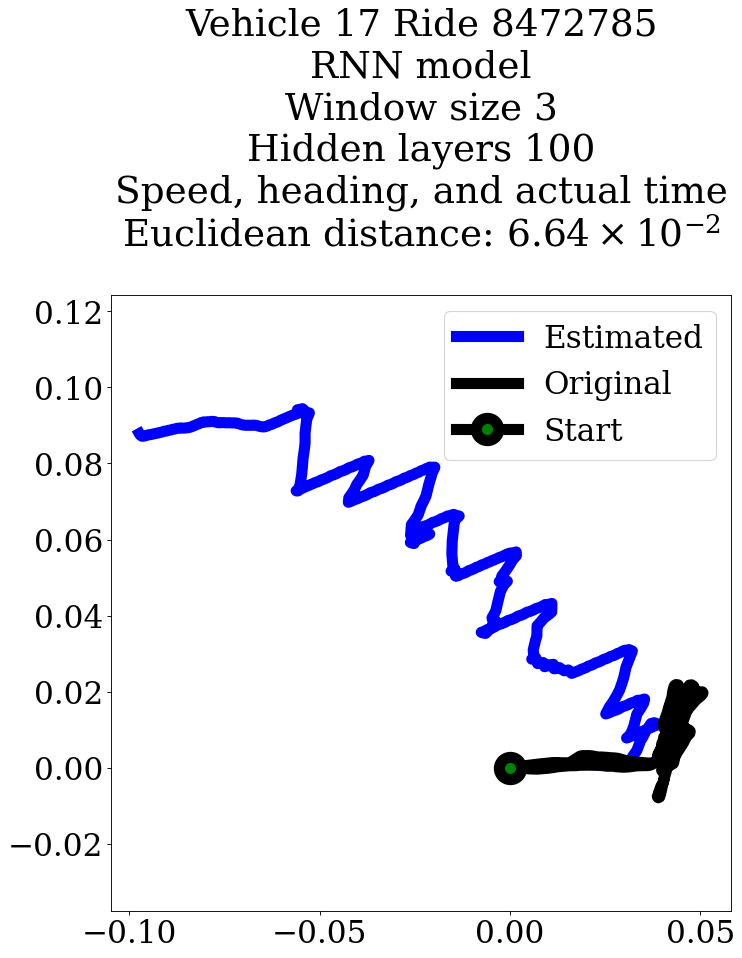 Vehicle 17 Ride 8472785
RNN model
Window size 3
Hidden layers 100
Speed, heading, and actual time
Euclidean distance: 6.64 × 10⁻²
Estimated
Original
Start
0.12
0.10
0.08
0.06
0.04
0.02
0.00
−0.02
−0.10
−0.05
0.00
0.05